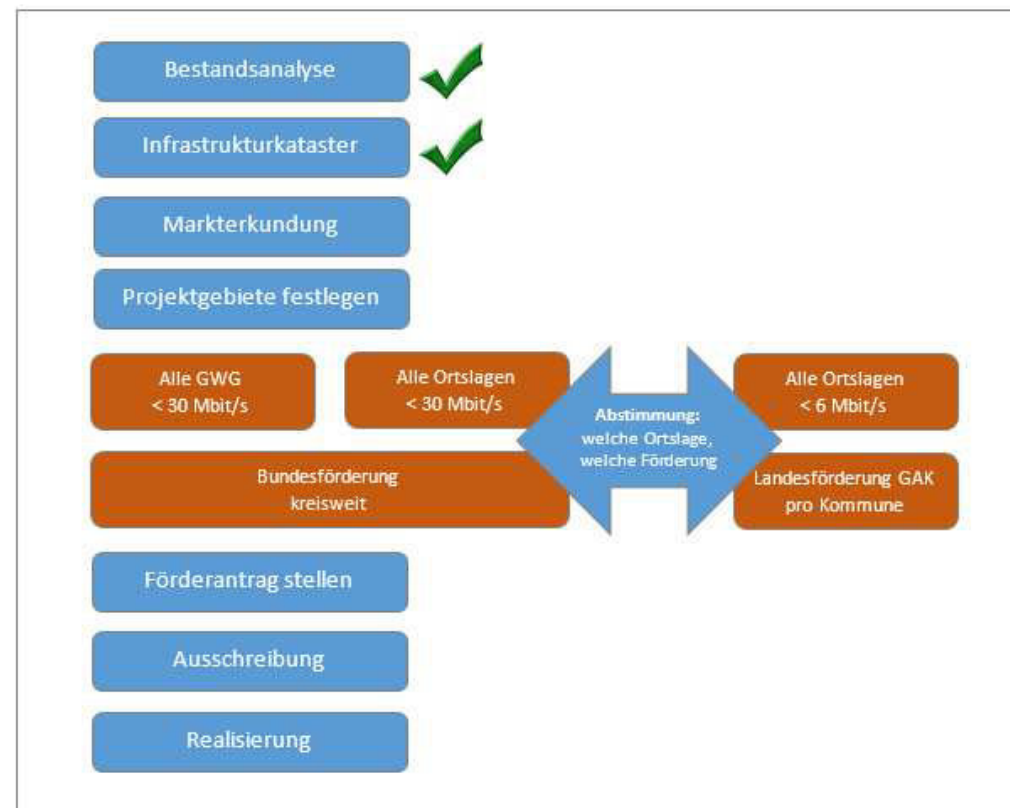 Bestandsanalyse
Infrastrukturkataster
Markterkundung
Projektgebiete festlegen
Alle GWG
< 30 Mbit/s
Alle Ortslagen
< 30 Mbit/s
Abstimmung:
welche Ortslage,
welche Förderung
Alle Ortslagen
< 6 Mbit/s
Bundesförderung
kreisweit
Landesförderung GAK
pro Kommune
Förderantrag stellen
Ausschreibung
Realisierung